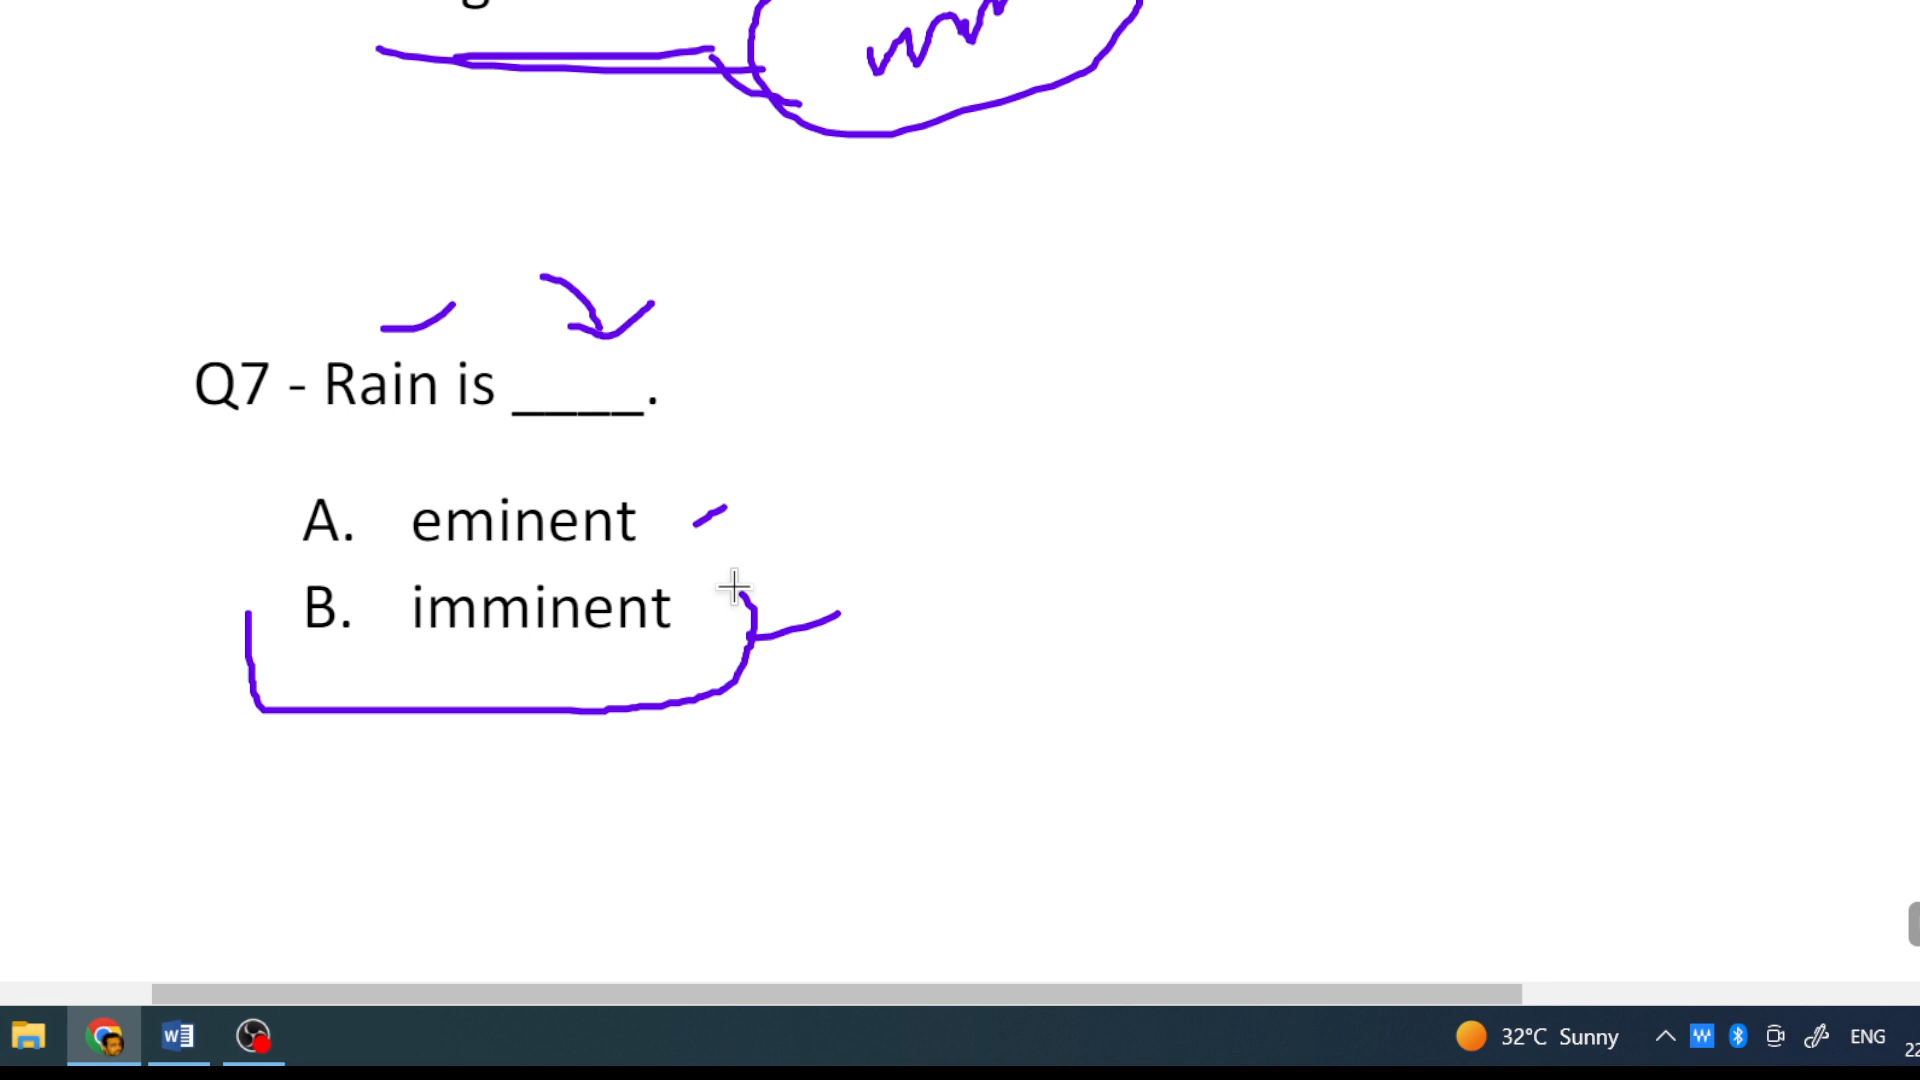 Q7 - Rain is ____.
A. eminent
B. imminent
32°C Sunny
ENG